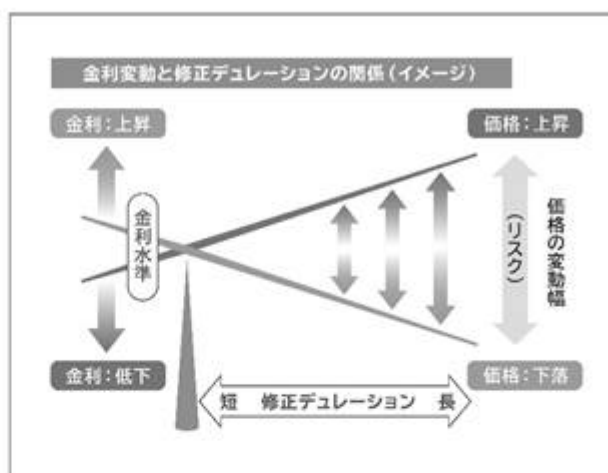 金利変動と修正デュレーションの関係(イメージ)
金利:上昇
価格:上昇
金利水準
価格の変動幅
(リスク)
金利:低下
価格:下落
短 修正デュレーション 長